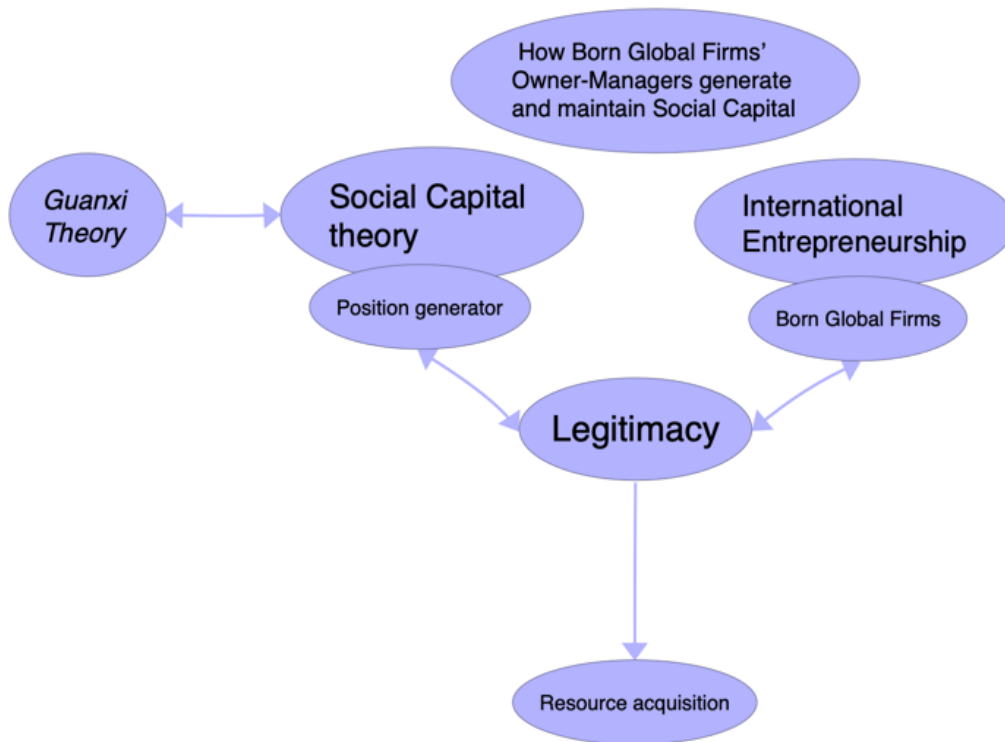 How Born Global Firms'
Owner-Managers generate
and maintain Social Capital
Guanxi
Theory
Social Capital
theory
International
Entrepreneurship
Position generator
Born Global Firms
Legitimacy
Resource acquisition